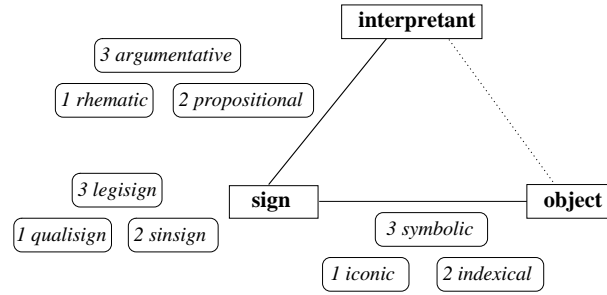 interpretant
3 argumentative
1 rhematic
2 propositional
3 legisign
sign
object
1 qualisign
2 sinsign
3 symbolic
1 iconic
2 indexical